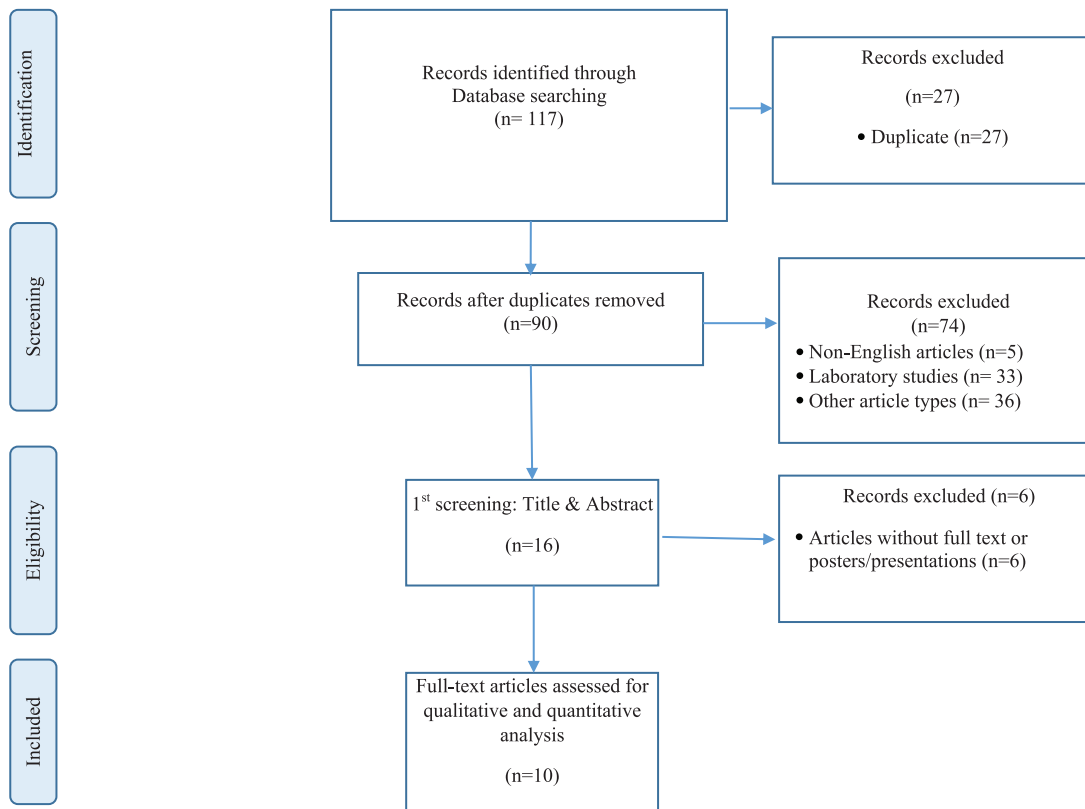 Identification
Records identified through
Database searching
(n= 117)
Records excluded
(n=27)
• Duplicate (n=27)
Screening
Records after duplicates removed
(n=90)
Records excluded
(n=74)
• Non-English articles (n=5)
• Laboratory studies (n= 33)
• Other article types (n= 36)
Eligibility
1st screening: Title & Abstract
(n=16)
Records excluded (n=6)
• Articles without full text or
posters/presentations (n=6)
Included
Full-text articles assessed for
qualitative and quantitative
analysis
(n=10)